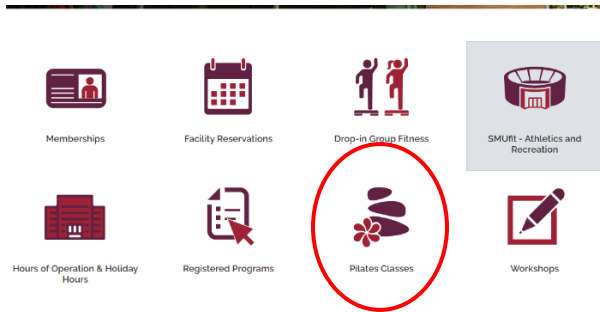 Memberships
Facility Reservations
Drop-in Group Fitness
SMUfit - Athletics and
Recreation
Hours of Operation & Holiday
Hours
Registered Programs
Pilates Classes
Workshops